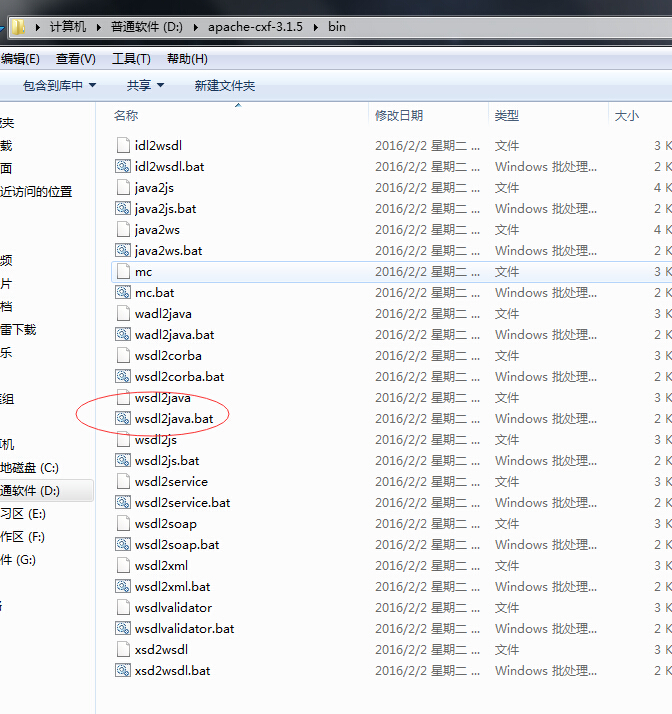 计算机 普通软件 (D:) apache-cxf-3.1.5 bin
编辑(E) 查看(V) 工具(T) 帮助(H)
包含到库中 共享 新建文件夹
名称 修改日期 类型 大小
idl2wsdl 2016/2/2 星期二 ... 文件 3 K
idl2wsdl.bat 2016/2/2 星期二 ... Windows 批处理... 2 K
java2js 2016/2/2 星期二 ... 文件 4 K
java2js.bat 2016/2/2 星期二 ... Windows 批处理... 2 K
java2ws 2016/2/2 星期二 ... 文件 4 K
java2ws.bat 2016/2/2 星期二 ... Windows 批处理... 2 K
mc 2016/2/2 星期二 ... 文件 3 K
mc.bat 2016/2/2 星期二 ... Windows 批处理... 2 K
wadl2java 2016/2/2 星期二 ... 文件 3 K
wadl2java.bat 2016/2/2 星期二 ... Windows 批处理... 2 K
wsdl2corba 2016/2/2 星期二 ... 文件 3 K
wsdl2corba.bat 2016/2/2 星期二 ... Windows 批处理... 2 K
wsdl2java 2016/2/2 星期二 ... 文件 3 K
wsdl2java.bat 2016/2/2 星期二 ... Windows 批处理... 2 K
wsdl2js 2016/2/2 星期二 ... 文件 3 K
wsdl2js.bat 2016/2/2 星期二 ... Windows 批处理... 2 K
wsdl2service 2016/2/2 星期二 ... 文件 3 K
wsdl2service.bat 2016/2/2 星期二 ... Windows 批处理... 2 K
wsdl2soap 2016/2/2 星期二 ... 文件 3 K
wsdl2soap.bat 2016/2/2 星期二 ... Windows 批处理... 2 K
wsdl2xml 2016/2/2 星期二 ... 文件 3 K
wsdl2xml.bat 2016/2/2 星期二 ... Windows 批处理... 2 K
wsdlvalidator 2016/2/2 星期二 ... 文件 3 K
wsdlvalidator.bat 2016/2/2 星期二 ... Windows 批处理... 2 K
xsd2wsdl 2016/2/2 星期二 ... 文件 3 K
xsd2wsdl.bat 2016/2/2 星期二 ... Windows 批处理... 2 K
夹
载
面
近访问的位置
频
片
档
雷下载
乐
组
机
地磁盘 (C:)
通软件 (D:)
习区 (E:)
作区 (F:)
件 (G:)